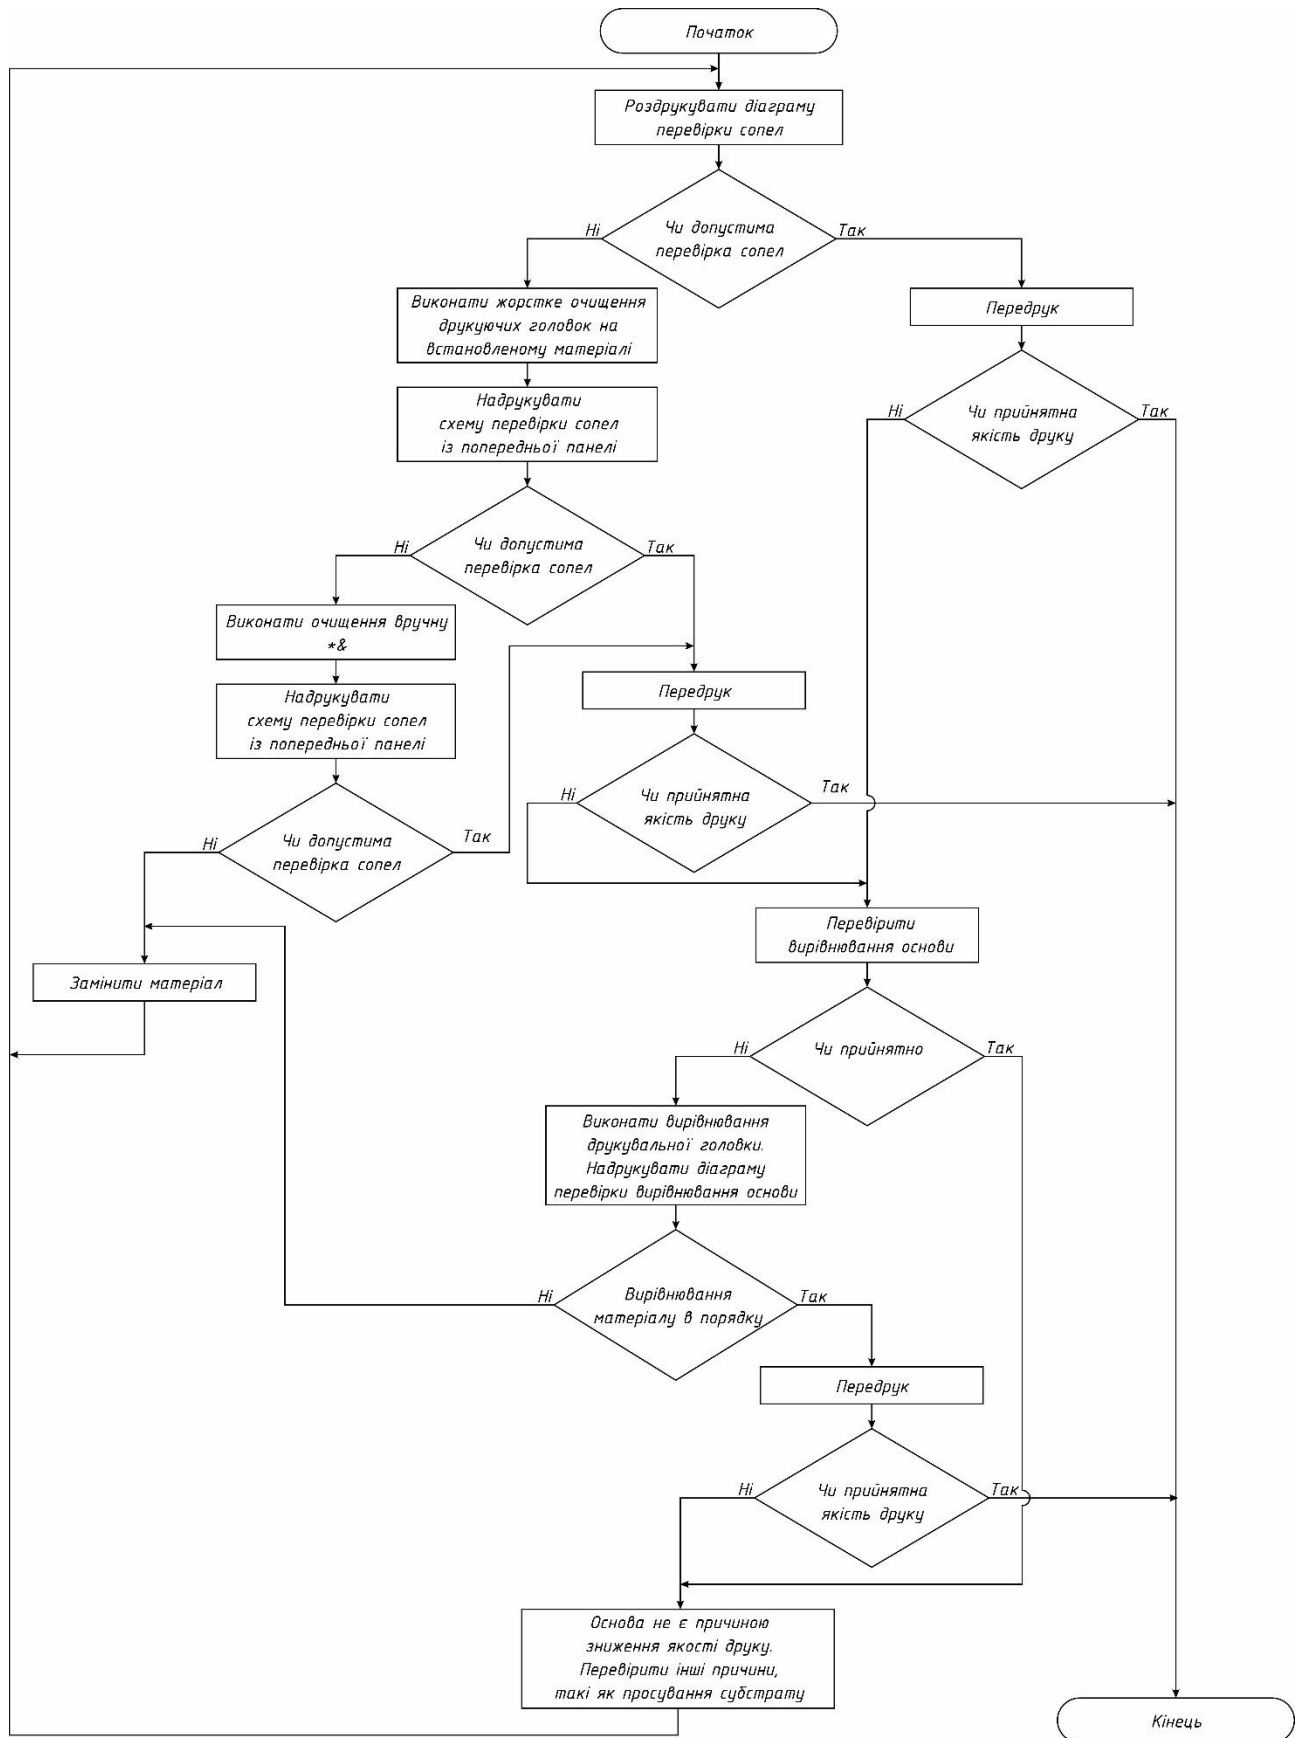 Початок
Роздрукувати діаграму
перевірки сопел
Чи допустима
перевірка сопел
Ні
Так
Виконати жорстке очищення
друкуючих головок на
встановленому матеріалі
Передрук
Надрукувати
схему перевірки сопел
із попередньої панелі
Чи прийнятна
якість друку
Ні
Так
Чи допустима
перевірка сопел
Ні
Так
Виконати очищення вручну
*&
Передрук
Надрукувати
схему перевірки сопел
із попередньої панелі
Чи прийнятна
якість друку
Ні
Так
Чи допустима
перевірка сопел
Ні
Так
Перевірити
вирівнювання основи
Замінити матеріал
Чи прийнятно
Ні
Так
Виконати вирівнювання
друкувальної головки.
Надрукувати діаграму
перевірки вирівнювання основи
Вирівнювання
матеріалу в порядку
Ні
Так
Передрук
Чи прийнятна
якість друку
Ні
Так
Основа не є причиною
зниження якості друку.
Перевірити інші причини,
такі як просування субстрату
Кінець